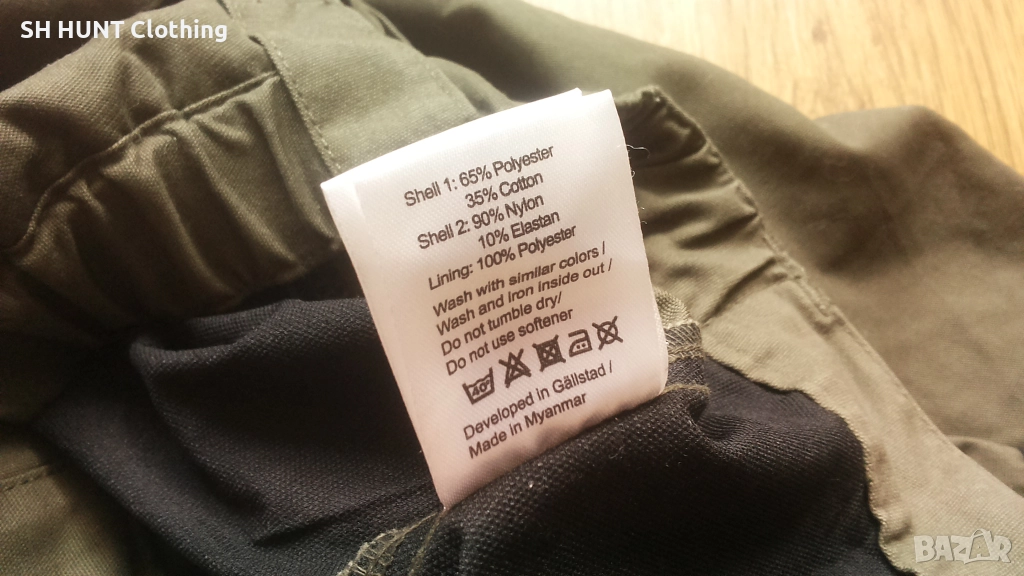 SH HUNT Clothing
Shell 1: 65% Polyester
35% Cotton
Shell 2: 90% Nylon
10% Elastan
Lining: 100% Polyester
Wash with similar colors /
Wash and iron inside out /
Do not tumble dry/
Do not use softener
40
Developed in Gällstad /
Made in Myanmar
BAZAR